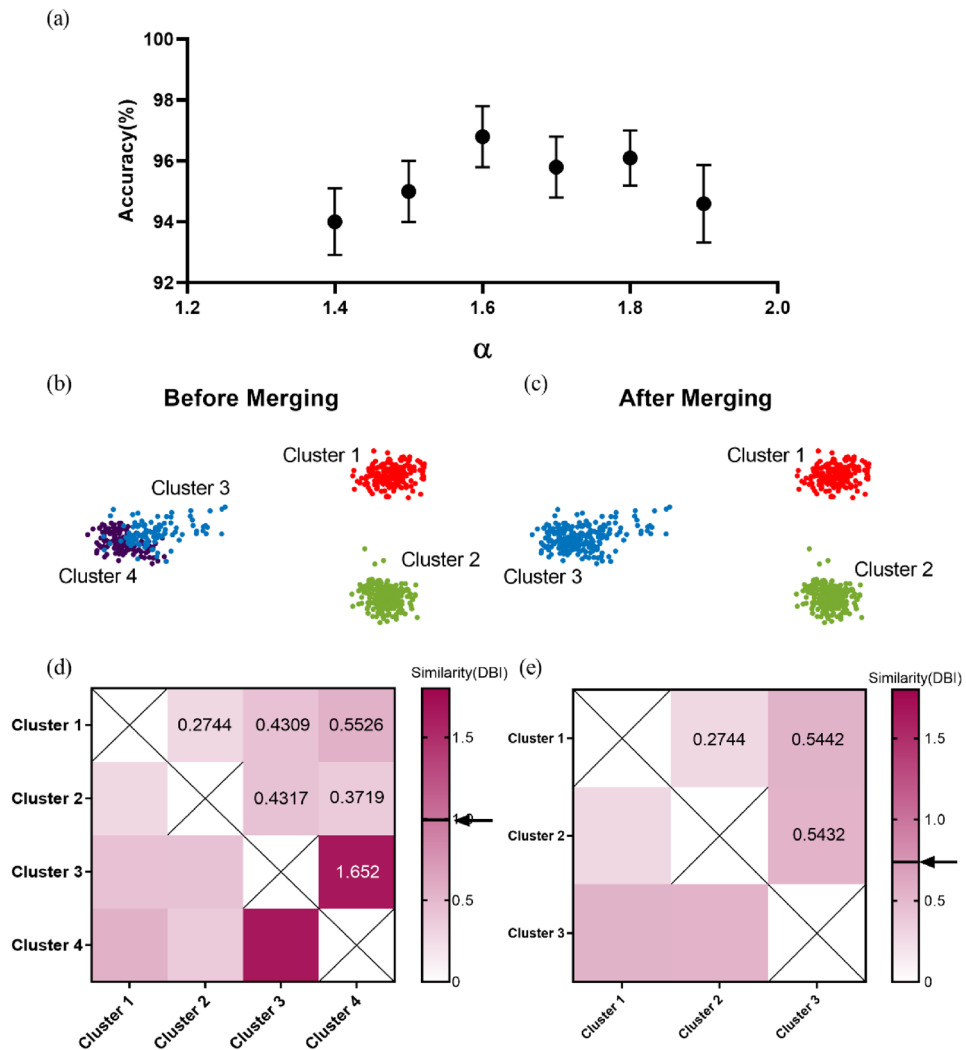 (a)
100
98
96
94
92
Accuracy(%)
1.2 1.4 1.6 1.8 2.0
α
(b) (c)
Before Merging After Merging
Cluster 1 Cluster 1
Cluster 3
Cluster 4 Cluster 2 Cluster 3 Cluster 2
(d)
Similarity(DBI)
Cluster 1 0.2744 0.4309 0.5526
Cluster 2 0.4317 0.3719
Cluster 3 1.652
Cluster 4
Cluster 1 Cluster 2 Cluster 3 Cluster 4
1.5
1.0
0.5
0
(e)
Similarity(DBI)
Cluster 1 0.2744 0.5442
Cluster 2 0.5432
Cluster 3
Cluster 1 Cluster 2 Cluster 3
1.5
1.0
0.5
0